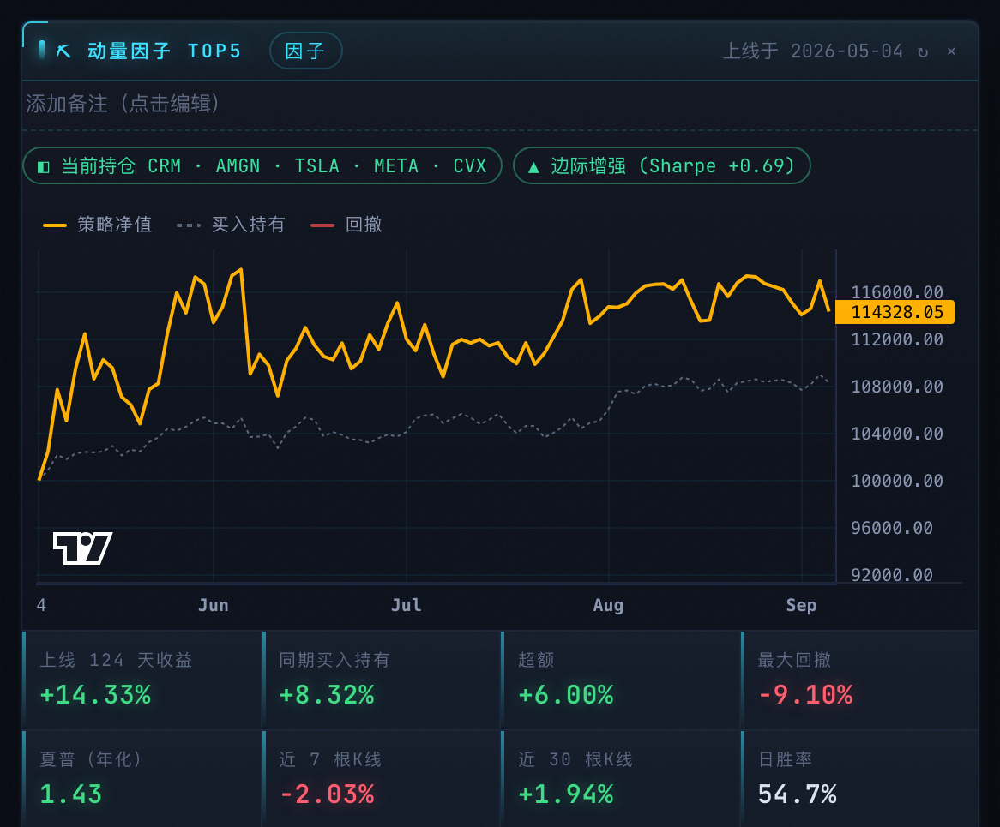 动量因子 TOP5 因子 上线于 2026-05-04 ↻ ×
添加备注 (点击编辑)
◧ 当前持仓 CRM · AMGN · TSLA · META · CVX ▲ 边际增强 (Sharpe +0.69)
策略净值 买入持有 回撤
116000.00
114328.05
112000.00
108000.00
104000.00
100000.00
96000.00
92000.00
4 Jun Jul Aug Sep
上线 124 天收益 同期买入持有 超额 最大回撤
+14.33% +8.32% +6.00% -9.10%
夏普 (年化) 近 7 根K线 近 30 根K线 日胜率
1.43 -2.03% +1.94% 54.7%